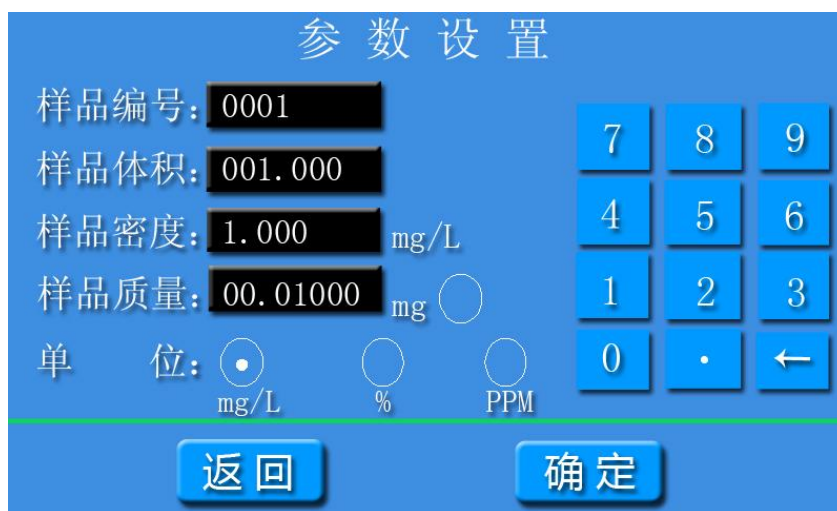 参数设置
样品编号: 0001
样品体积: 001.000
样品密度: 1.000 mg/L
样品质量: 00.01000 mg
单 位:
mg/L % PPM
7 8 9
4 5 6
1 2 3
0 · ←
返回 确定